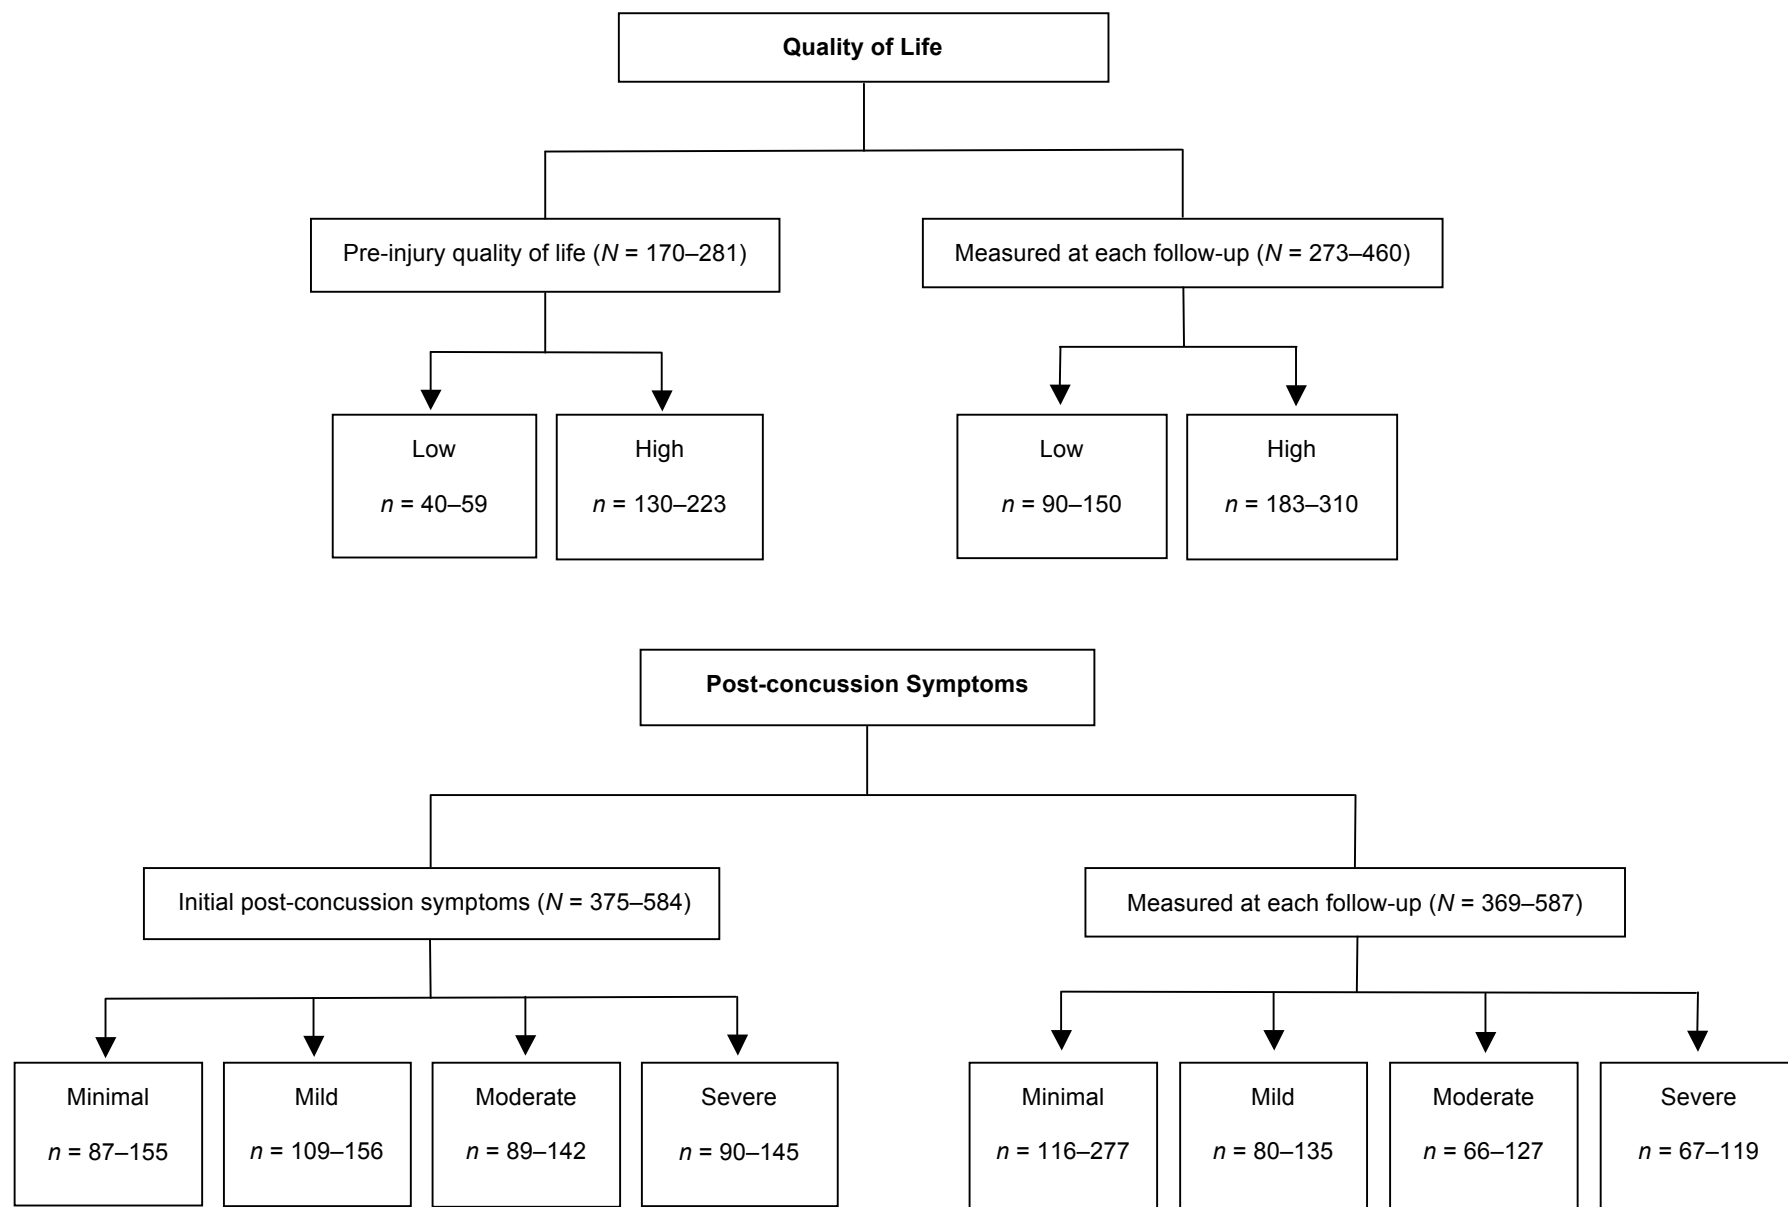 Quality of Life
Pre-injury quality of life (N = 170–281)
Measured at each follow-up (N = 273–460)
Low
n = 40–59
High
n = 130–223
Low
n = 90–150
High
n = 183–310
Post-concussion Symptoms
Initial post-concussion symptoms (N = 375–584)
Measured at each follow-up (N = 369–587)
Minimal
n = 87–155
Mild
n = 109–156
Moderate
n = 89–142
Severe
n = 90–145
Minimal
n = 116–277
Mild
n = 80–135
Moderate
n = 66–127
Severe
n = 67–119